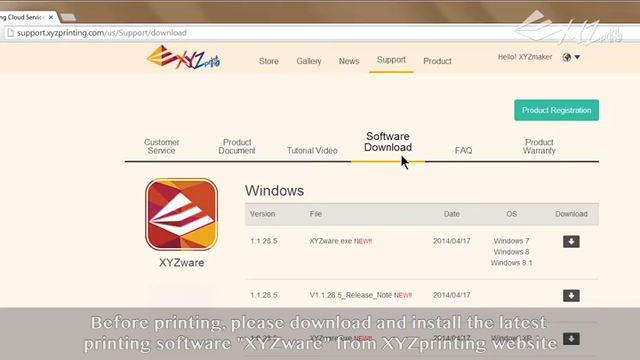 ng Cloud Service
support.xyzprinting.com/us/Support/download
XYZprinting
Store Gallery News Support Product
Hello! XYZmaker
Product Registration
Customer Service
Product Document
Tutorial Video
Software Download
FAQ
Product Warranty
XYZware
Windows
Version File Date OS Download
1.1.28.5 XYZware.exe NEW!! 2014/04/17 Windows 7
Windows 8
Windows 8.1
1.1.28.5 V1.1.28.5_Release_Note NEW!! 2014/04/17
Before printing, please download and install the latest
printing software "XYZware" from XYZprinting website